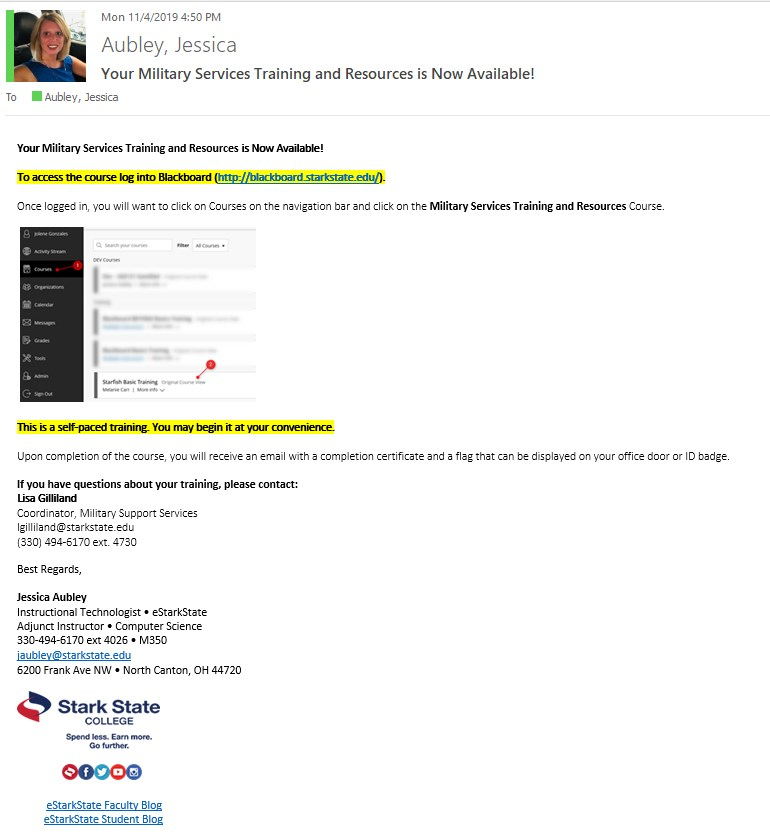 Mon 11/4/2019 4:50 PM
Aubley, Jessica
Your Military Services Training and Resources is Now Available!
To Aubley, Jessica
Your Military Services Training and Resources is Now Available!
To access the course log into Blackboard (http://blackboard.starkstate.edu/).
Once logged in, you will want to click on Courses on the navigation bar and click on the Military Services Training and Resources Course.
Jolene Gonzales
Activity Stream
Courses
1
Organizations
Calendar
Messages
Grades
Tools
Admin
Sign Out
Search your courses
Filter All Courses
DEV Courses
2
Starfish Basic Training Original Course View
Melanie Carr | More info
This is a self-paced training. You may begin it at your convenience.
Upon completion of the course, you will receive an email with a completion certificate and a flag that can be displayed on your office door or ID badge.
If you have questions about your training, please contact:
Lisa Gilliland
Coordinator, Military Support Services
lgilliland@starkstate.edu
(330) 494-6170 ext. 4730
Best Regards,
Jessica Aubley
Instructional Technologist • eStarkState
Adjunct Instructor • Computer Science
330-494-6170 ext 4026 • M350
jaubley@starkstate.edu
6200 Frank Ave NW • North Canton, OH 44720
Stark State
COLLEGE
Spend less. Earn more.
Go further.
eStarkState Faculty Blog
eStarkState Student Blog